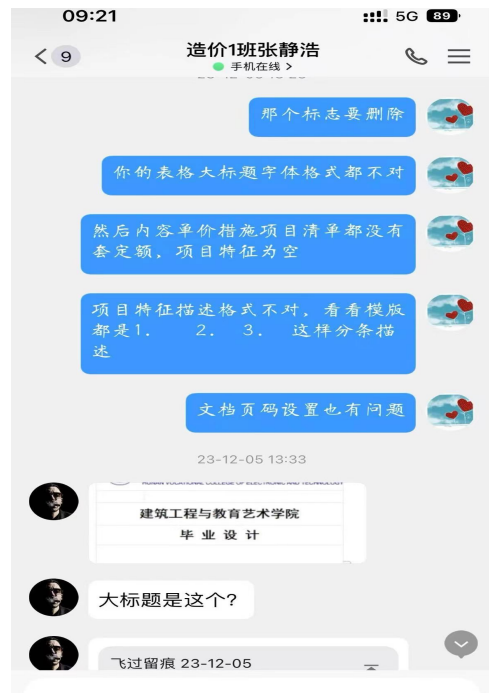 09:21
5G 89
9
造价1班张静浩
手机在线 >
那个标志要删除
你的表格大标题字体格式都不对
然后内容单价措施项目清单都没有
套定额，项目特征为空
项目特征描述格式不对，看看模版
都是1. 2. 3. 这样分条描
述
文档页码设置也有问题
23-12-05 13:33
建筑工程与教育艺术学院
毕 业 设 计
大标题是这个?
飞过留痕 23-12-05